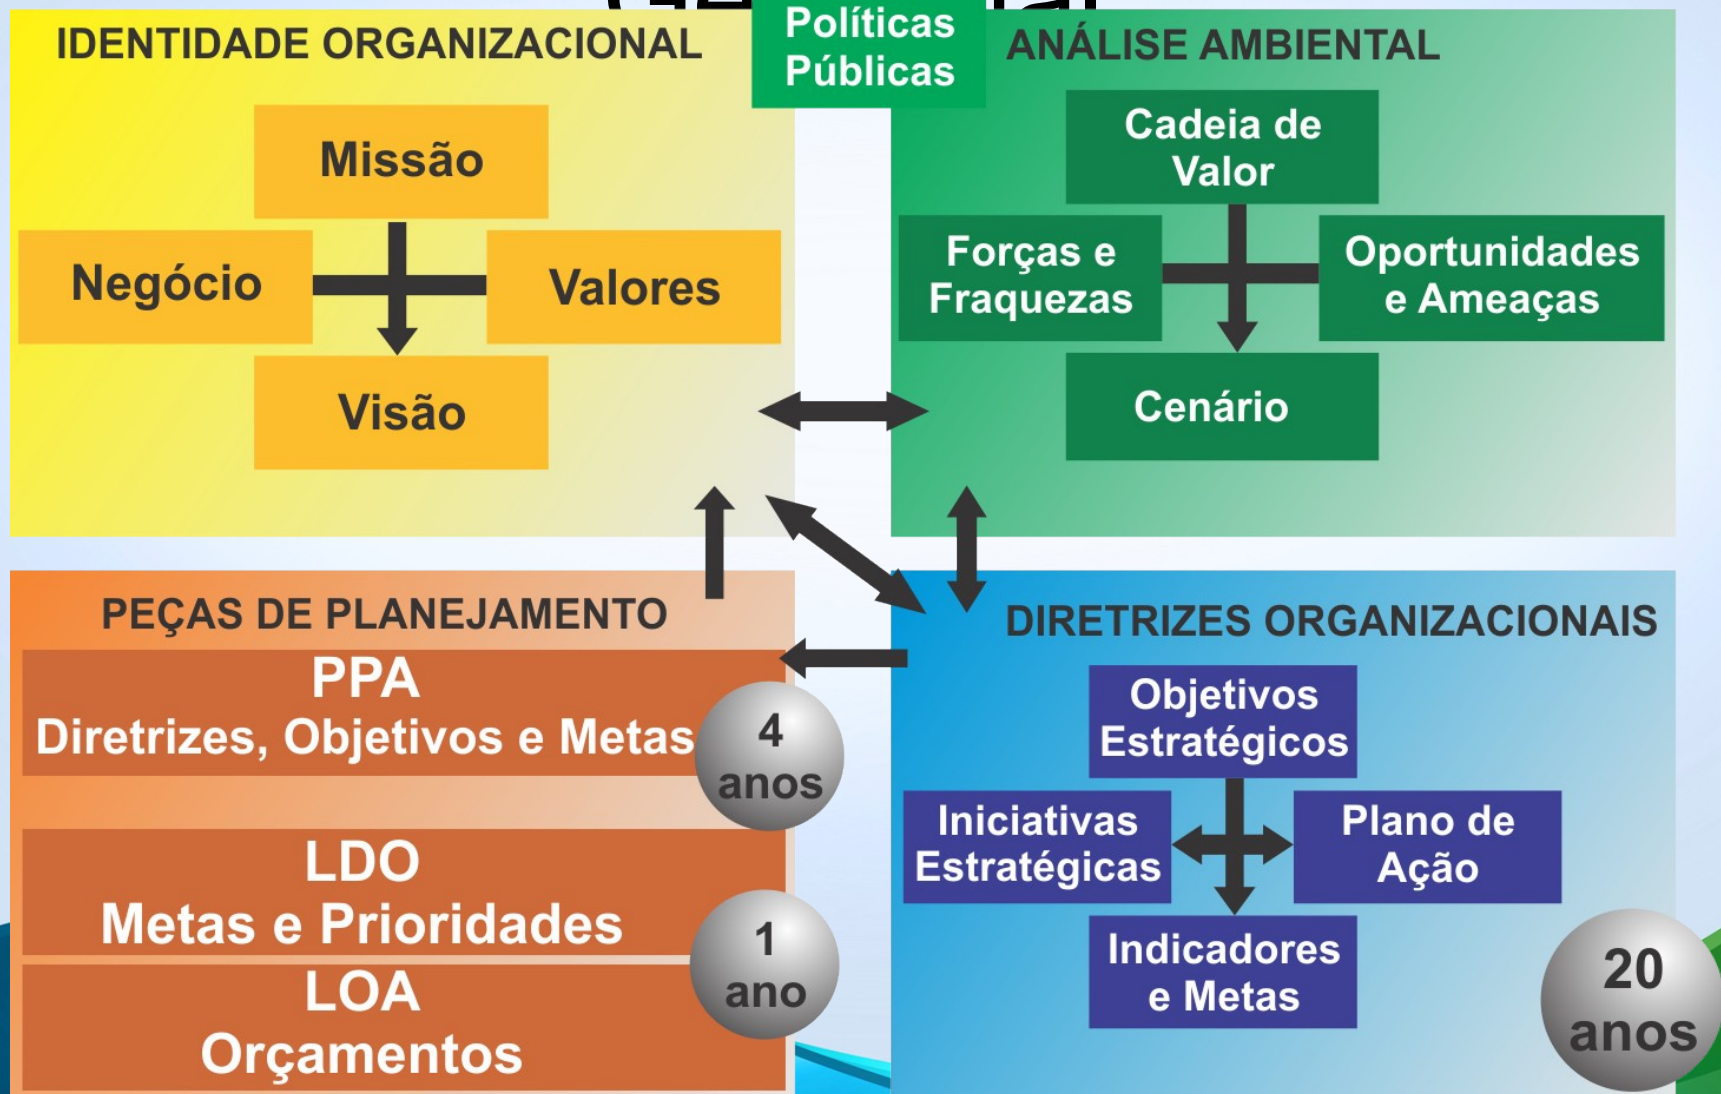 Políticas
Públicas
IDENTIDADE ORGANIZACIONAL
Missão
Negócio
Valores
Visão
ANÁLISE AMBIENTAL
Cadeia de
Valor
Forças e
Fraquezas
Oportunidades
e Ameaças
Cenário
PEÇAS DE PLANEJAMENTO
PPA
Diretrizes, Objetivos e Metas
4
anos
LDO
Metas e Prioridades
1
ano
LOA
Orçamentos
DIRETRIZES ORGANIZACIONAIS
Objetivos
Estratégicos
Iniciativas
Estratégicas
Plano de
Ação
Indicadores
e Metas
20
anos